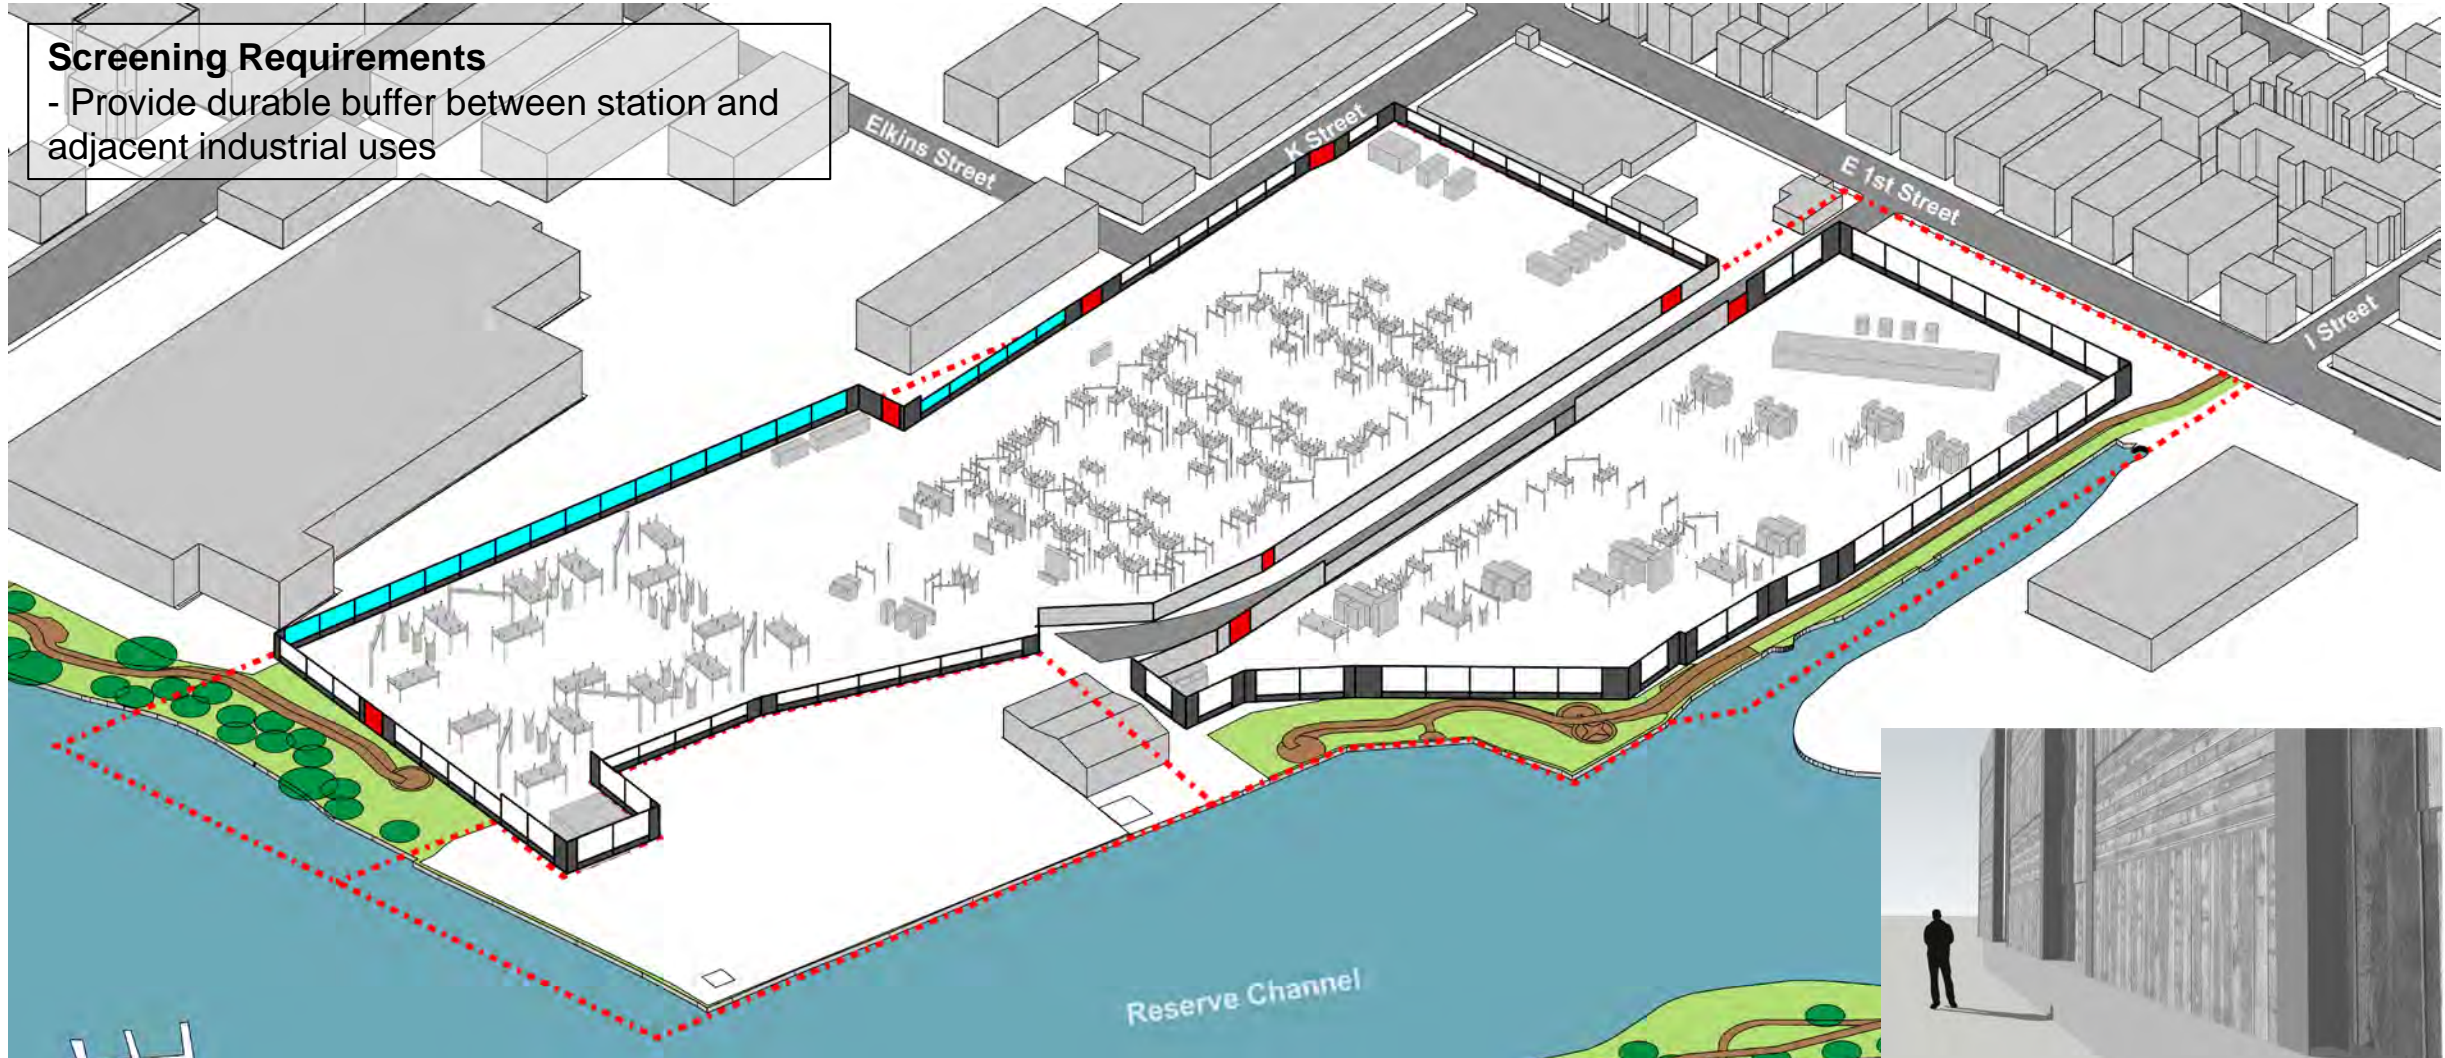 Screening Requirements
- Provide durable buffer between station and
adjacent industrial uses
Elkins Street
K Street
E 1st Street
I Street
Reserve Channel